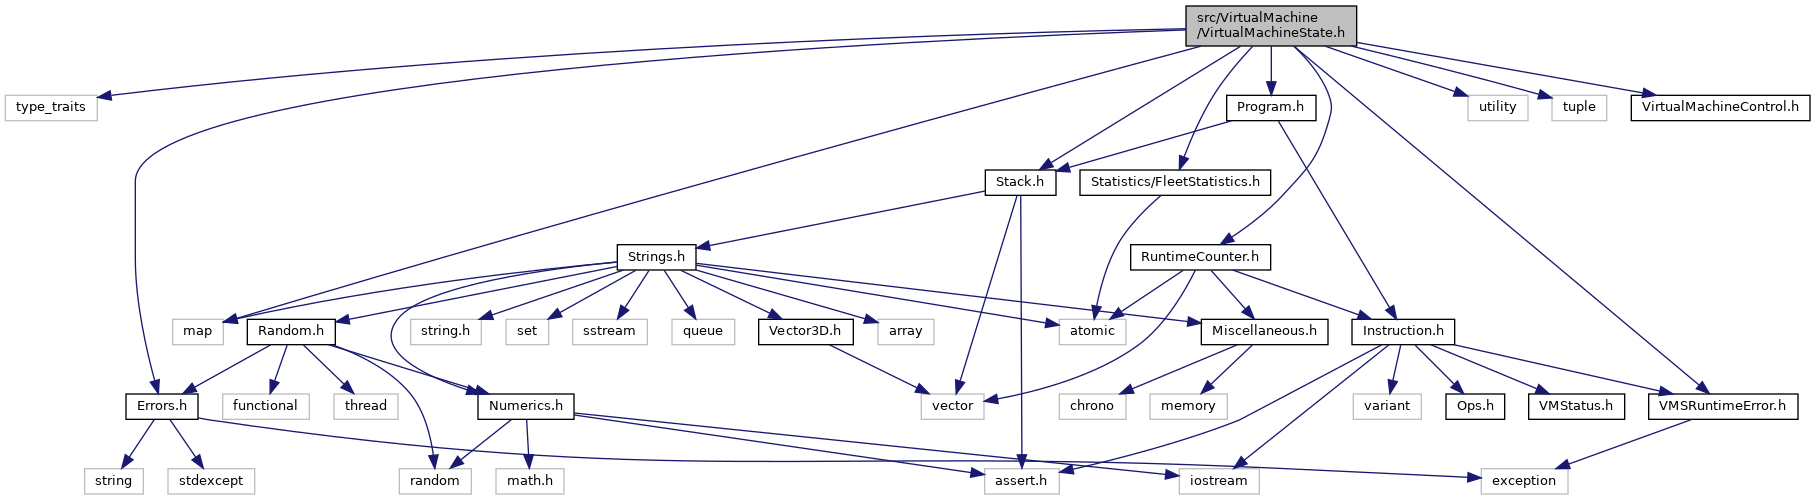 src/VirtualMachine
/VirtualMachineState.h
type_traits
Program.h
utility
tuple
VirtualMachineControl.h
Stack.h
Statistics/FleetStatistics.h
Strings.h
RuntimeCounter.h
map
Random.h
string.h
set
sstream
queue
Vector3D.h
array
atomic
Miscellaneous.h
Instruction.h
Errors.h
functional
thread
Numerics.h
vector
chrono
memory
variant
Ops.h
VMStatus.h
VMSRuntimeError.h
string
stdexcept
random
math.h
assert.h
iostream
exception